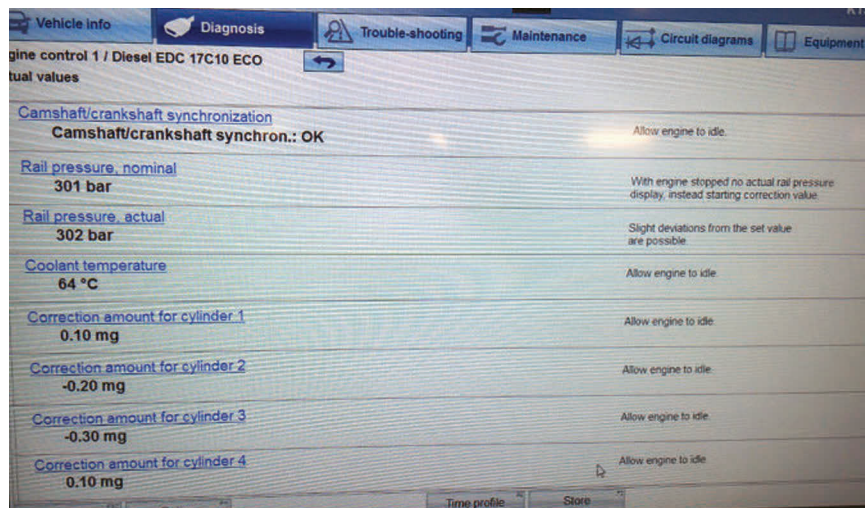 Vehicle info
Diagnosis
Trouble-shooting
Maintenance
Circuit diagrams
Equipment
gine control 1 / Diesel EDC 17C10 ECO
tual values
Camshaft/crankshaft synchronization
Camshaft/crankshaft synchron.: OK
Allow engine to idle.
Rail pressure, nominal
301 bar
With engine stopped no actual rail pressure
display, instead starting correction value.
Rail pressure, actual
302 bar
Slight deviations from the set value
are possible.
Coolant temperature
64 °C
Allow engine to idle.
Correction amount for cylinder 1
0.10 mg
Allow engine to idle.
Correction amount for cylinder 2
-0.20 mg
Allow engine to idle.
Correction amount for cylinder 3
-0.30 mg
Allow engine to idle.
Correction amount for cylinder 4
0.10 mg
Allow engine to idle.
Time profile
Store